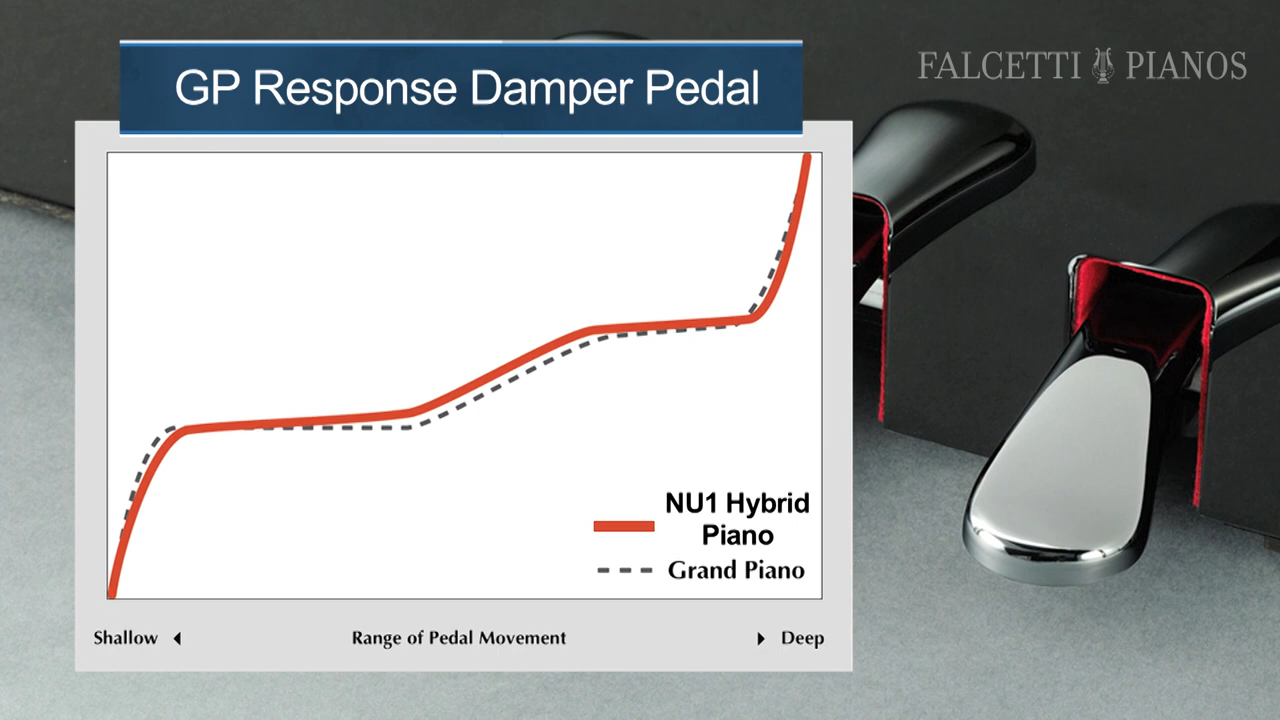 GP Response Damper Pedal
FALCETTI PIANOS
NU1 Hybrid
Piano
Grand Piano
Shallow ◀ Range of Pedal Movement ▶ Deep